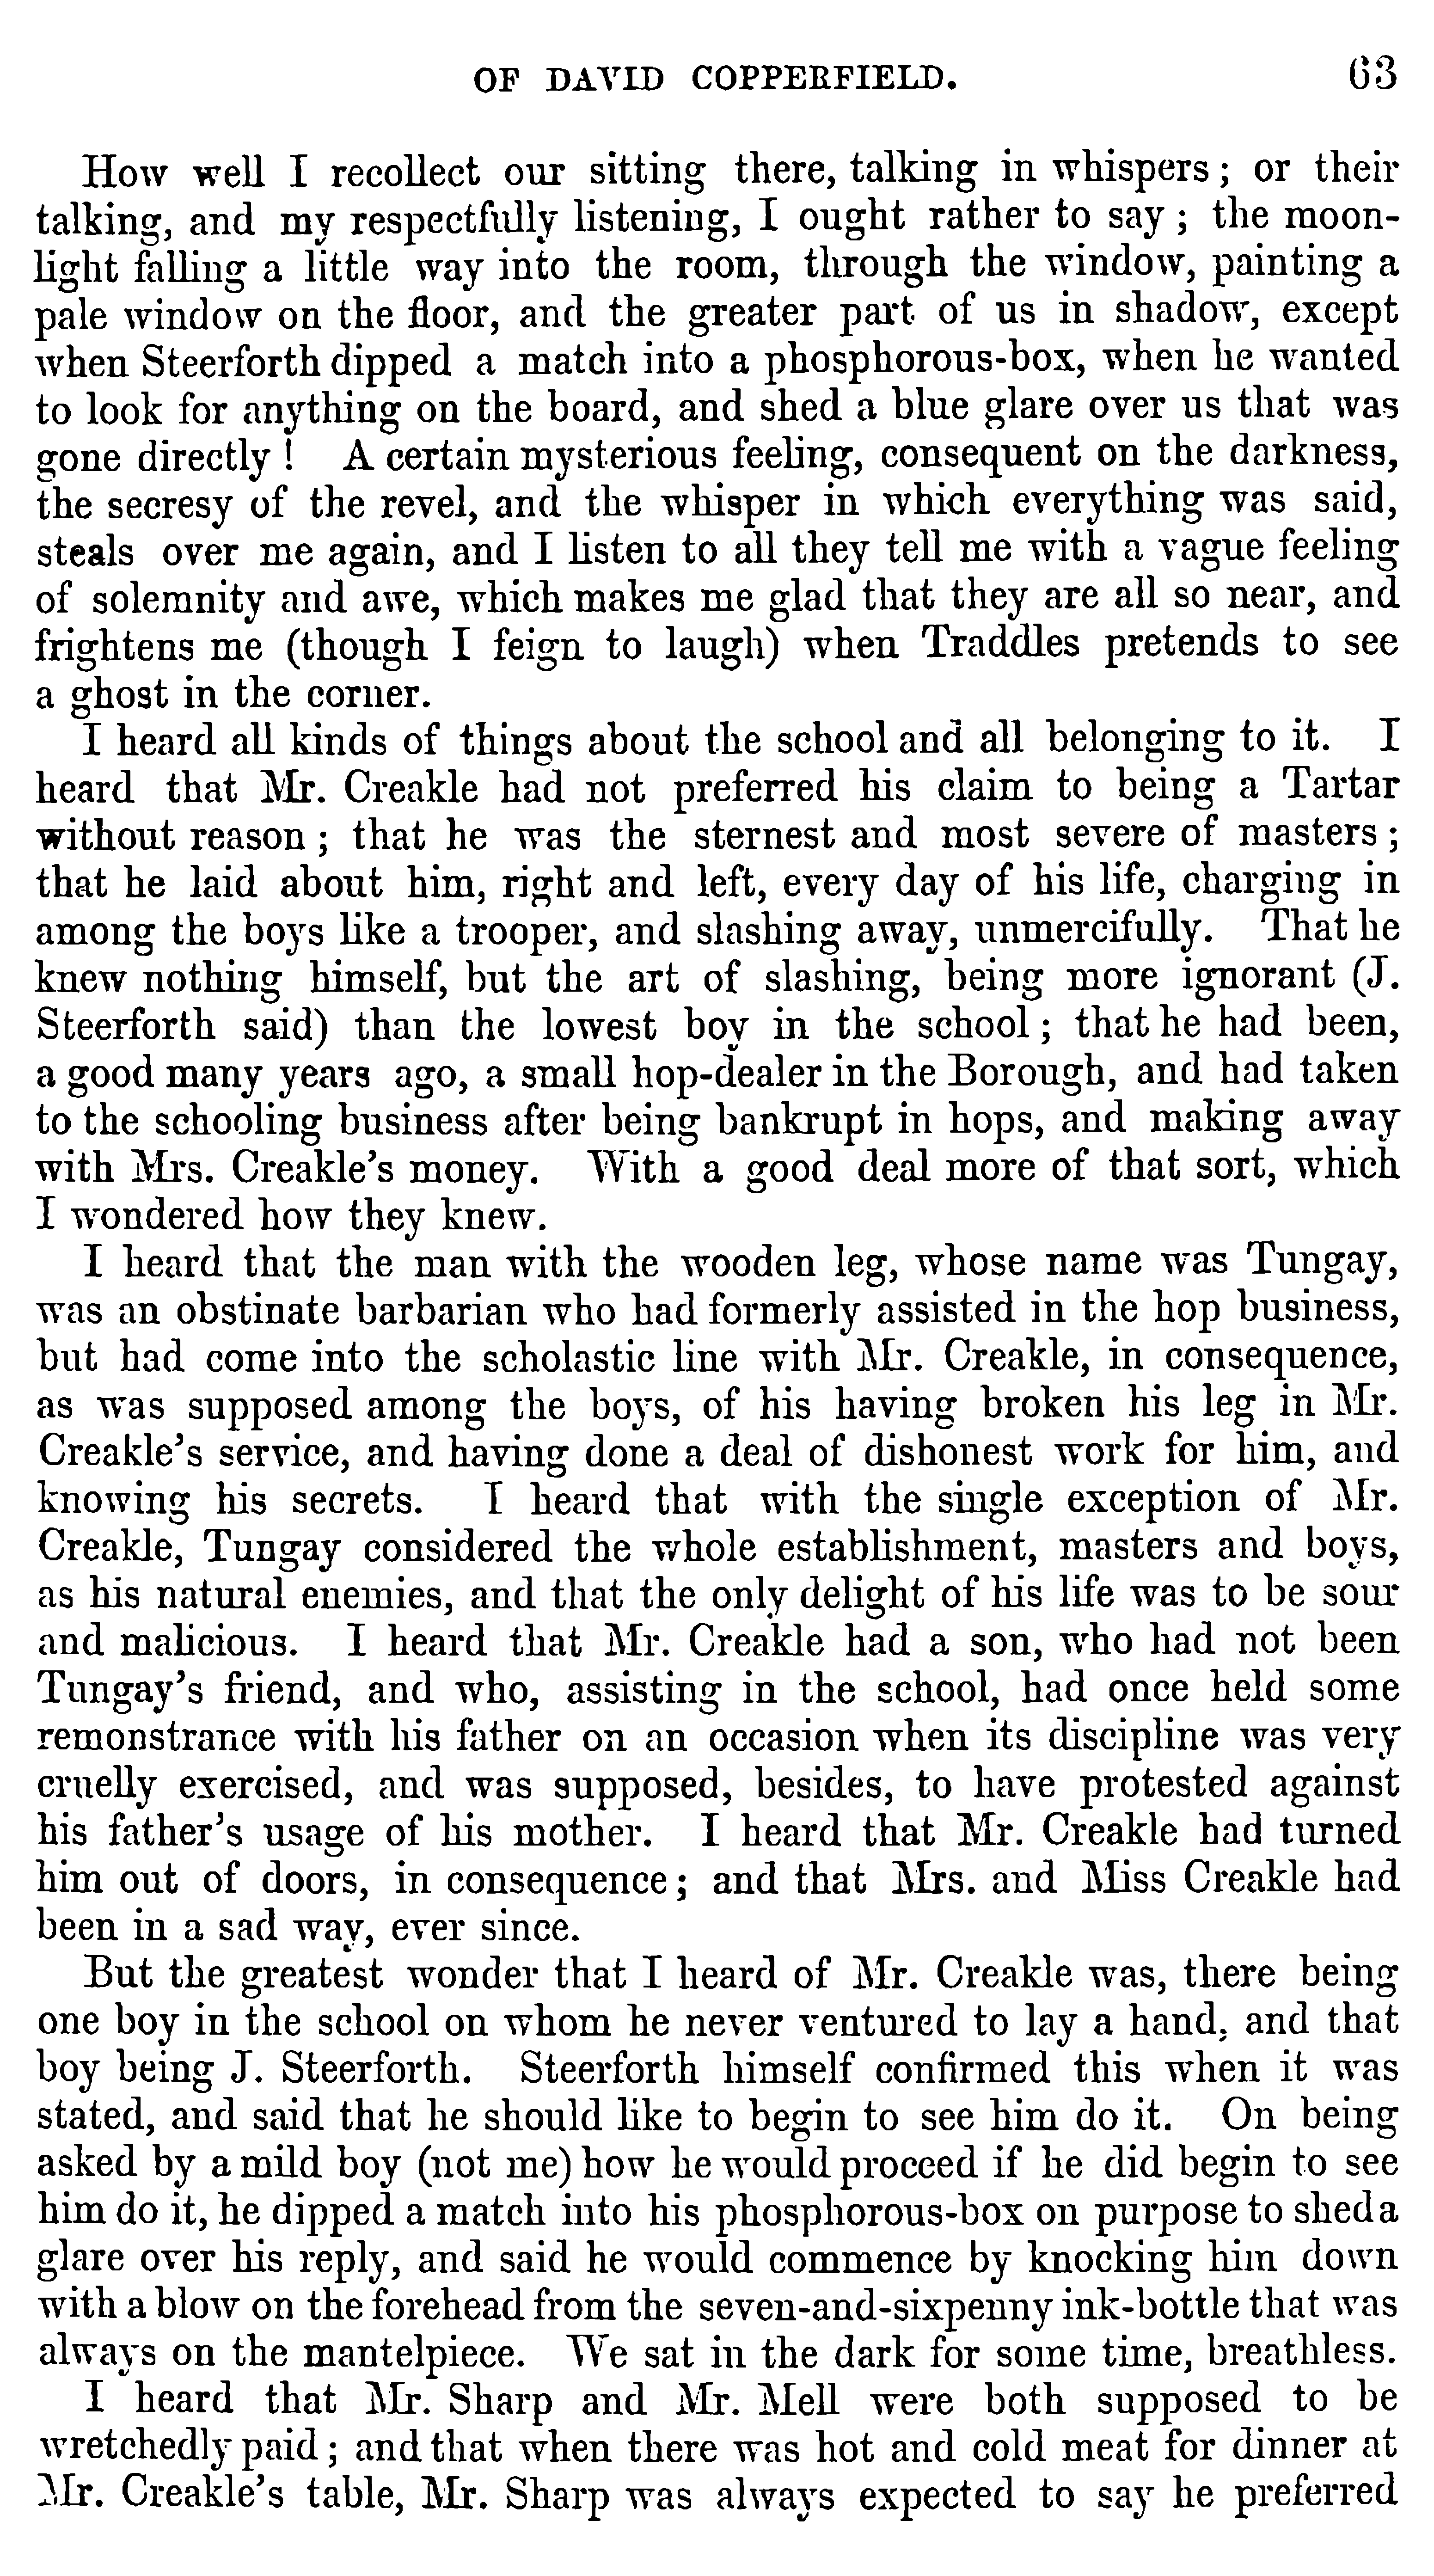 OF DAVID COPPERFIELD. 63
How well I recollect our sitting there, talking in whispers; or their
talking, and my respectfully listening, I ought rather to say; the moon-
light falling a little way into the room, through the window, painting a
pale window on the floor, and the greater part of us in shadow, except
when Steerforth dipped a match into a phosphorous-box, when he wanted
to look for anything on the board, and shed a blue glare over us that was
gone directly! A certain mysterious feeling, consequent on the darkness,
the secresy of the revel, and the whisper in which everything was said,
steals over me again, and I listen to all they tell me with a vague feeling
of solemnity and awe, which makes me glad that they are all so near, and
frightens me (though I feign to laugh) when Traddles pretends to see
a ghost in the corner.
I heard all kinds of things about the school and all belonging to it. I
heard that Mr. Creakle had not preferred his claim to being a Tartar
without reason; that he was the sternest and most severe of masters;
that he laid about him, right and left, every day of his life, charging in
among the boys like a trooper, and slashing away, unmercifully. That he
knew nothing himself, but the art of slashing, being more ignorant (J.
Steerforth said) than the lowest boy in the school; that he had been,
a good many years ago, a small hop-dealer in the Borough, and had taken
to the schooling business after being bankrupt in hops, and making away
with Mrs. Creakle's money. With a good deal more of that sort, which
I wondered how they knew.
I heard that the man with the wooden leg, whose name was Tungay,
was an obstinate barbarian who had formerly assisted in the hop business,
but had come into the scholastic line with Mr. Creakle, in consequence,
as was supposed among the boys, of his having broken his leg in Mr.
Creakle's service, and having done a deal of dishonest work for him, and
knowing his secrets. I heard that with the single exception of Mr.
Creakle, Tungay considered the whole establishment, masters and boys,
as his natural enemies, and that the only delight of his life was to be sour
and malicious. I heard that Mr. Creakle had a son, who had not been
Tungay's friend, and who, assisting in the school, had once held some
remonstrance with his father on an occasion when its discipline was very
cruelly exercised, and was supposed, besides, to have protested against
his father's usage of his mother. I heard that Mr. Creakle had turned
him out of doors, in consequence; and that Mrs. and Miss Creakle had
been in a sad way, ever since.
But the greatest wonder that I heard of Mr. Creakle was, there being
one boy in the school on whom he never ventured to lay a hand, and that
boy being J. Steerforth. Steerforth himself confirmed this when it was
stated, and said that he should like to begin to see him do it. On being
asked by a mild boy (not me) how he would proceed if he did begin to see
him do it, he dipped a match into his phosphorous-box on purpose to shed a
glare over his reply, and said he would commence by knocking him down
with a blow on the forehead from the seven-and-sixpenny ink-bottle that was
always on the mantelpiece. We sat in the dark for some time, breathless.
I heard that Mr. Sharp and Mr. Mell were both supposed to be
wretchedly paid; and that when there was hot and cold meat for dinner at
Mr. Creakle's table, Mr. Sharp was always expected to say he preferred